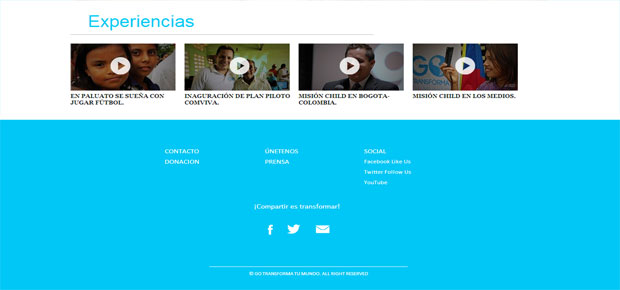 Experiencias
EN PALUATO SE SUEÑA CON
JUGAR FÚTBOL.
INAGURACIÓN DE PLAN PILOTO
COMVIVA.
MISIÓN CHILD EN BOGOTA-
COLOMBIA.
MISIÓN CHILD EN LOS MEDIOS.
GO
TRANSFORMA
CONTACTO
DONACION
ÚNETENOS
PRENSA
SOCIAL
Facebook Like Us
Twitter Follow Us
YouTube
¡Compartir es transformar!
© GO TRANSFORMA TU MUNDO. ALL RIGHT RESERVED